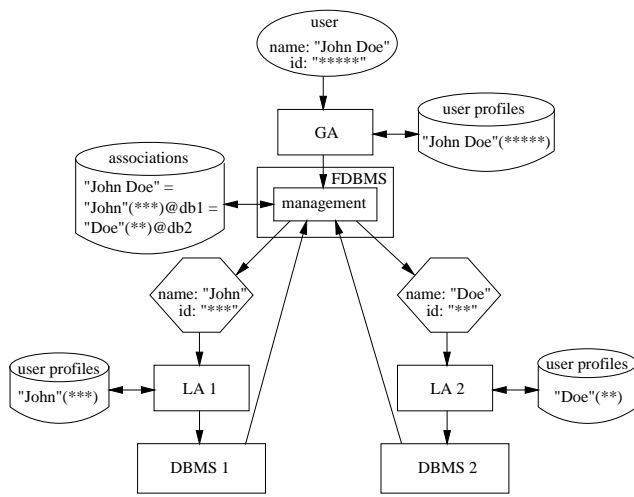 user
name: "John Doe"
id: "*****"
GA
user profiles
"John Doe"(*****)
associations
"John Doe" =
"John"(***)@db1 =
"Doe"(**)@db2
FDBMS
management
name: "John"
id: "***"
name: "Doe"
id: "**"
user profiles
"John"(***)
LA 1
LA 2
user profiles
"Doe"(**)
DBMS 1
DBMS 2